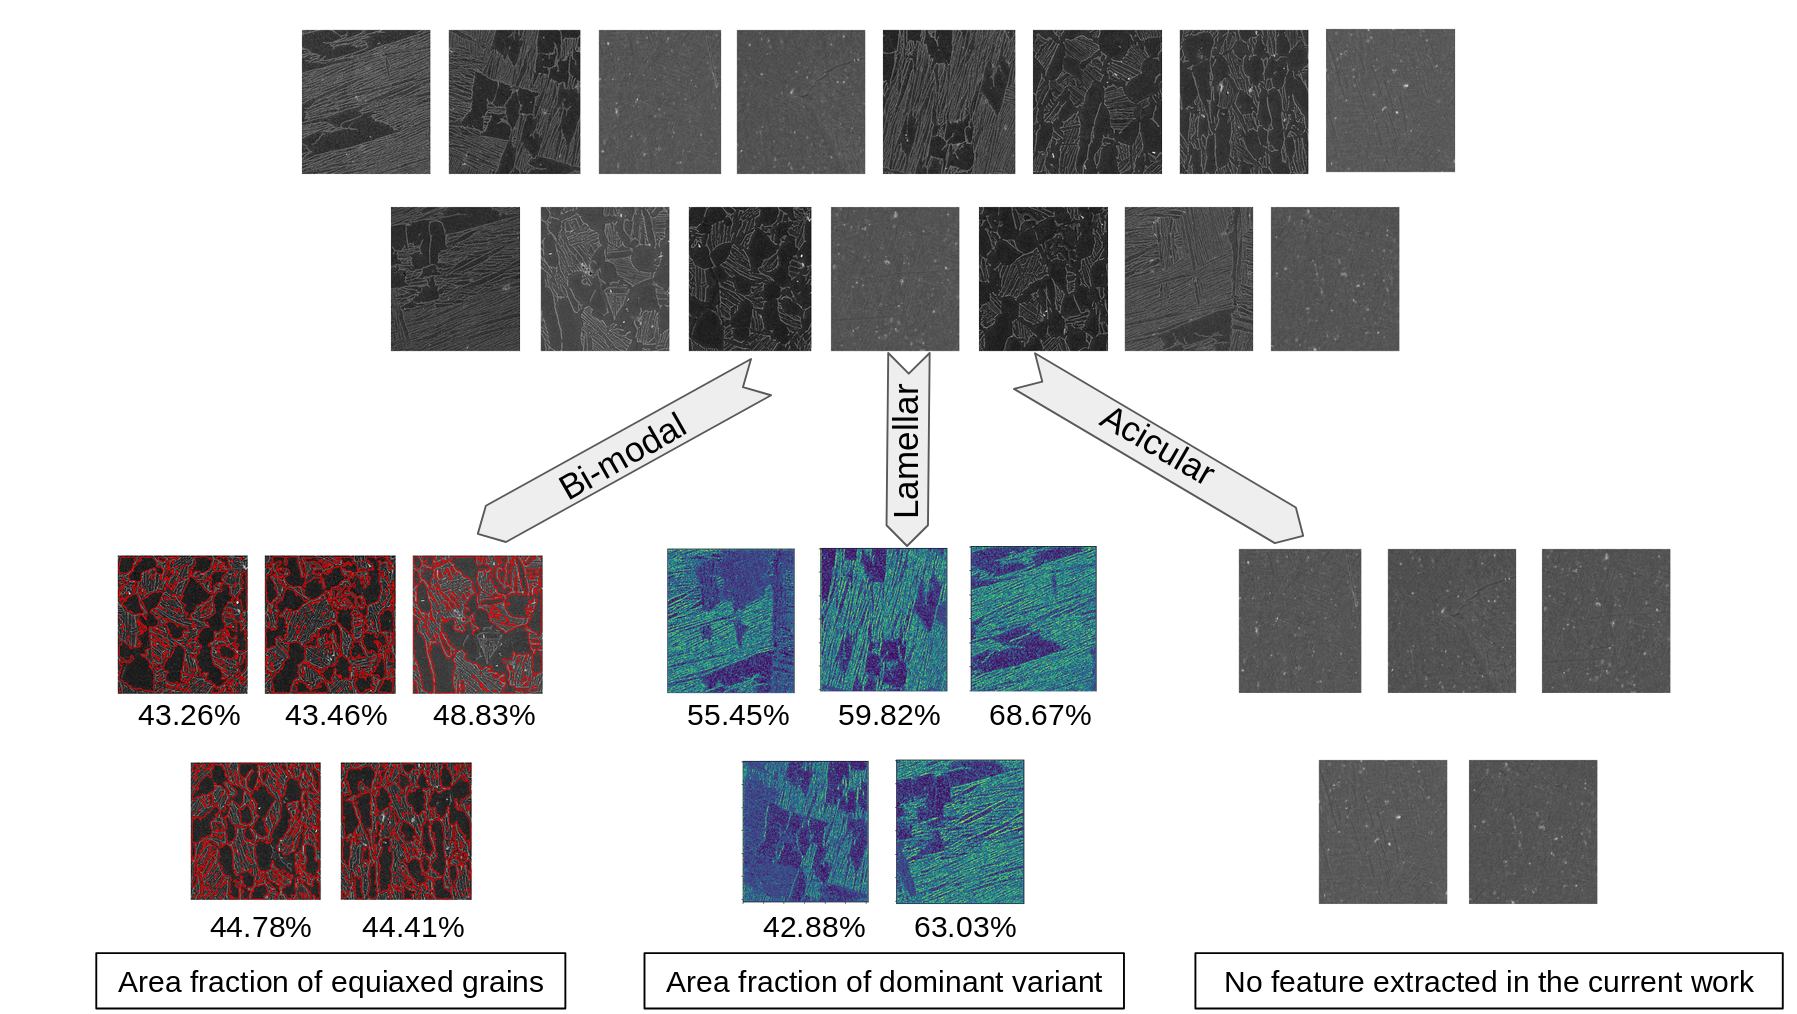 Bi-modal
Lamellar
Acicular
43.26% 43.46% 48.83%
55.45% 59.82% 68.67%
44.78% 44.41%
42.88% 63.03%
Area fraction of equiaxed grains
Area fraction of dominant variant
No feature extracted in the current work